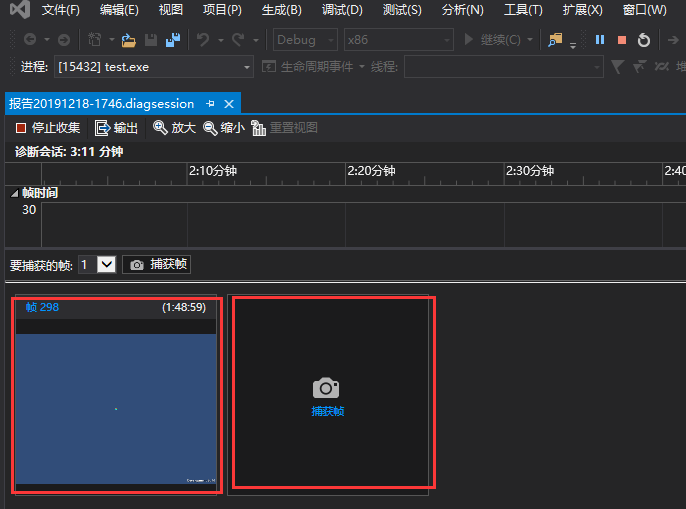 文件(F) 编辑(E) 视图 项目(P) 生成(B) 调试(D) 测试(S) 分析(N) 工具(T) 扩展(X) 窗口(W)
Debug x86 继续(C)
进程: [15432] test.exe 生命周期事件 线程:
报告20191218-1746.diagsession
停止收集 输出 放大 缩小 重置视图
诊断会话: 3:11 分钟
2:10分钟 2:20分钟 2:30分钟 2:40
帧时间
30
要捕获的帧: 1 捕获帧
帧 298 (1:48:59)
捕获帧